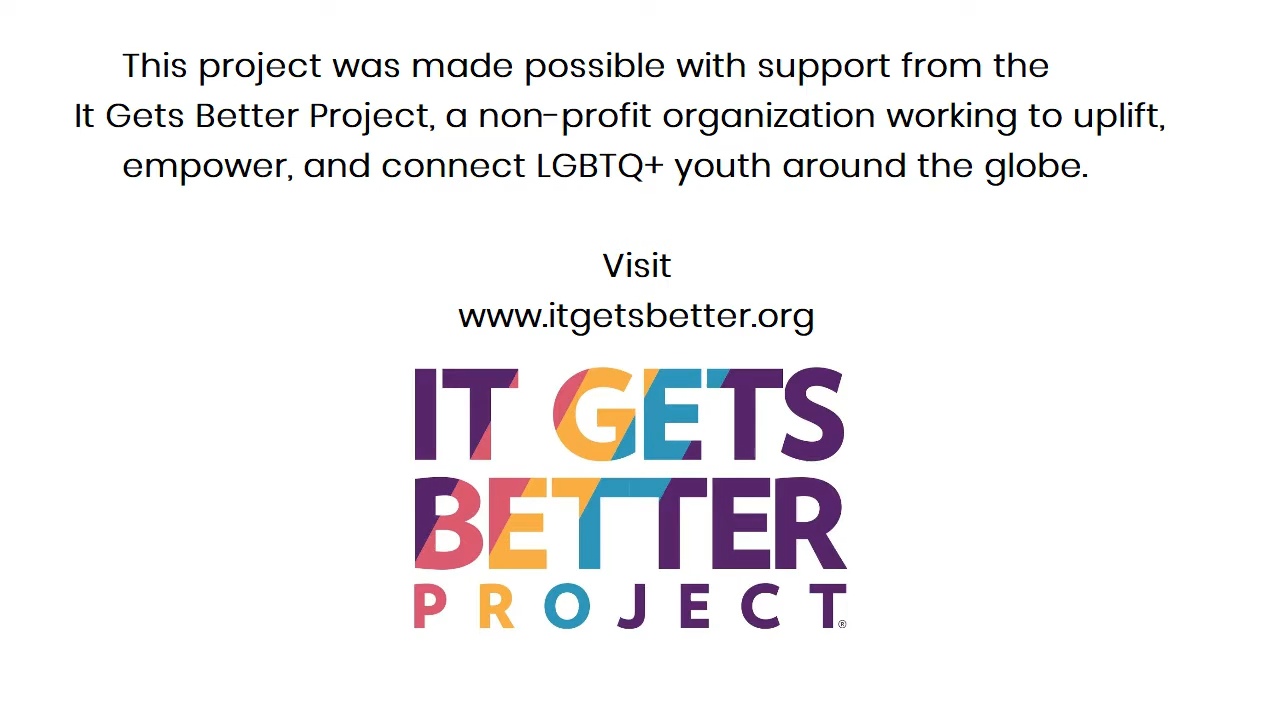 This project was made possible with support from the
It Gets Better Project, a non-profit organization working to uplift,
empower, and connect LGBTQ+ youth around the globe.
Visit
www.itgetsbetter.org
IT GETS
BETTER
PROJECT®